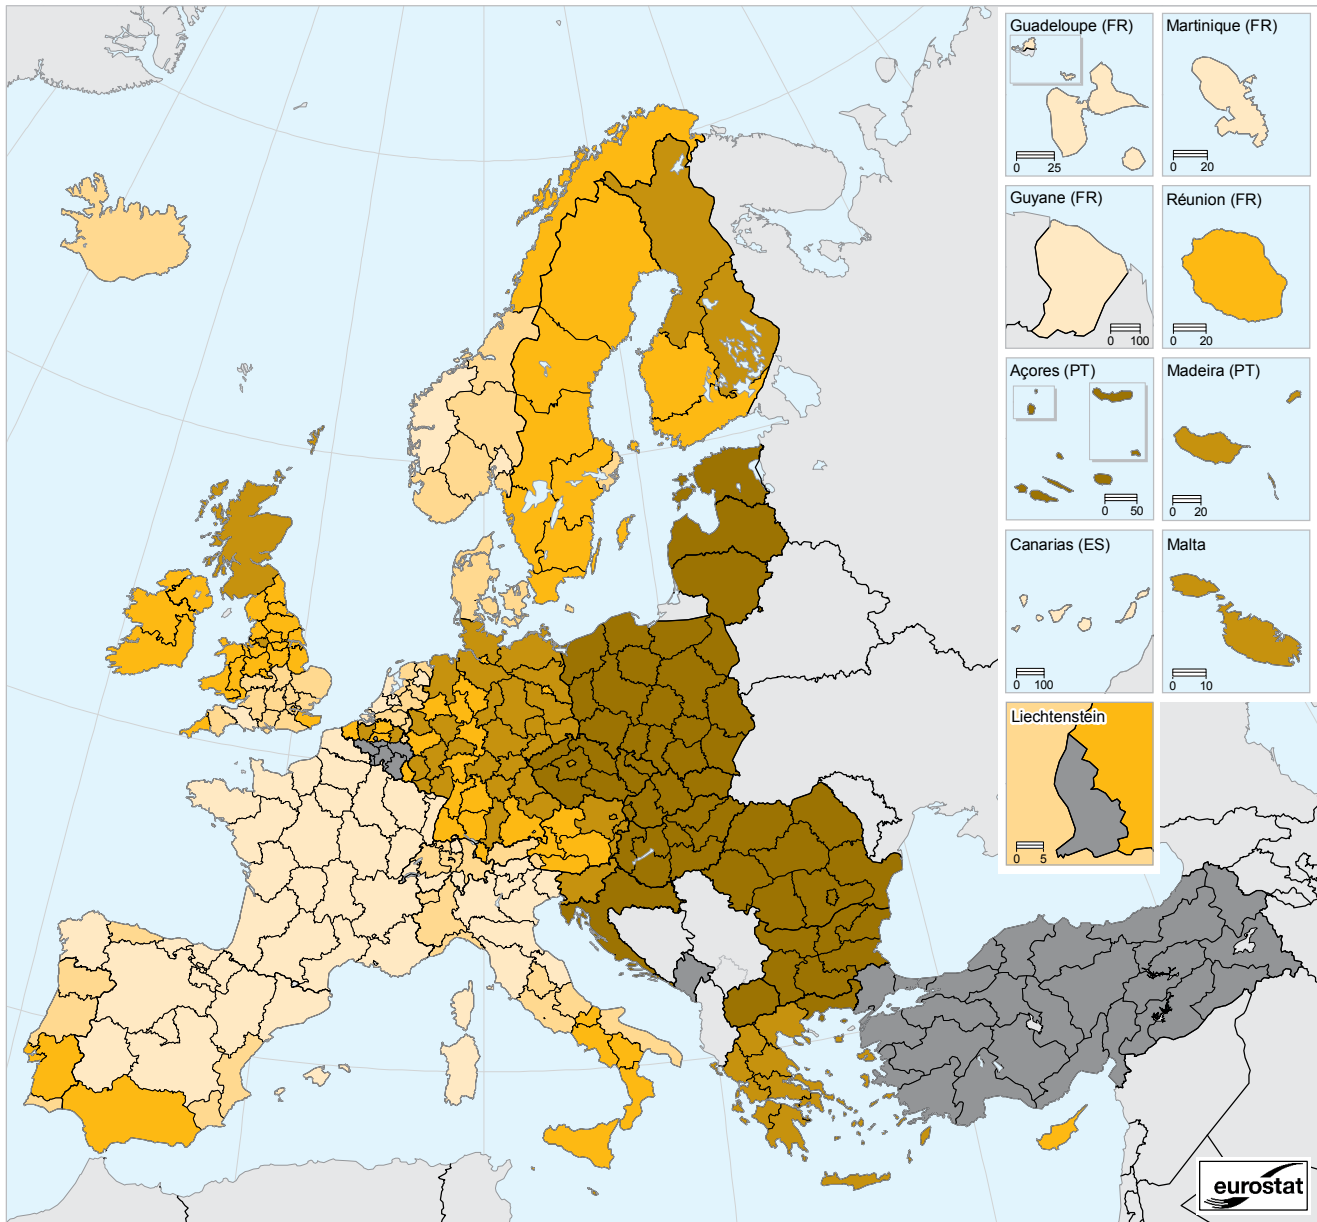 Guadeloupe (FR)
0 25
Martinique (FR)
0 20
Guyane (FR)
0 100
Réunion (FR)
0 20
Açores (PT)
0 50
Madeira (PT)
0 20
Canarias (ES)
0 100
Malta
0 10
Liechtenstein
0 5
eurostat